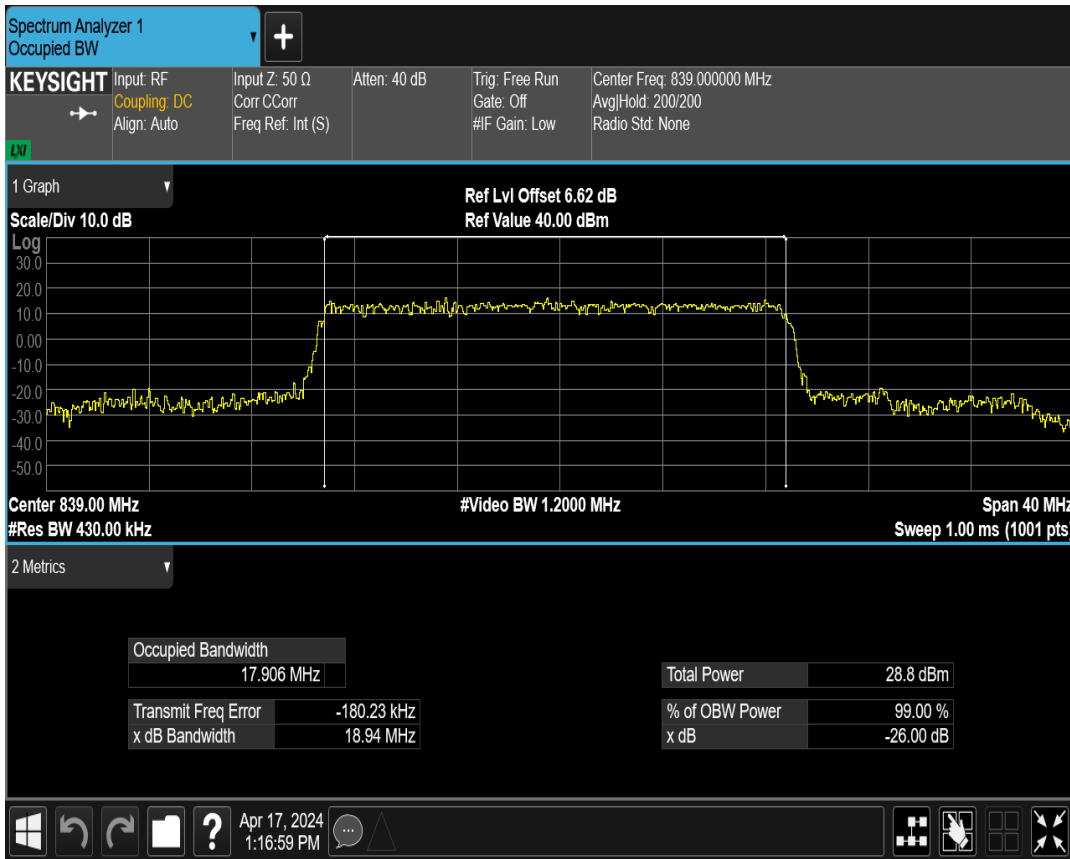 Spectrum Analyzer 1
Occupied BW
+
KEYSIGHT
LXI
Input: RF
Coupling: DC
Align: Auto
Input Z: 50 Ω
Corr CCorr
Freq Ref: Int (S)
Atten: 40 dB
Trig: Free Run
Gate: Off
#IF Gain: Low
Center Freq: 839.000000 MHz
Avg|Hold: 200/200
Radio Std: None
1 Graph
Scale/Div 10.0 dB
Ref Lvl Offset 6.62 dB
Ref Value 40.00 dBm
Log
30.0
20.0
10.0
0.00
-10.0
-20.0
-30.0
-40.0
-50.0
Center 839.00 MHz
#Res BW 430.00 kHz
#Video BW 1.2000 MHz
Span 40 MHz
Sweep 1.00 ms (1001 pts)
2 Metrics
Occupied Bandwidth
17.906 MHz
Transmit Freq Error -180.23 kHz
x dB Bandwidth 18.94 MHz
Total Power 28.8 dBm
% of OBW Power 99.00 %
x dB -26.00 dB
?
Apr 17, 2024
1:16:59 PM